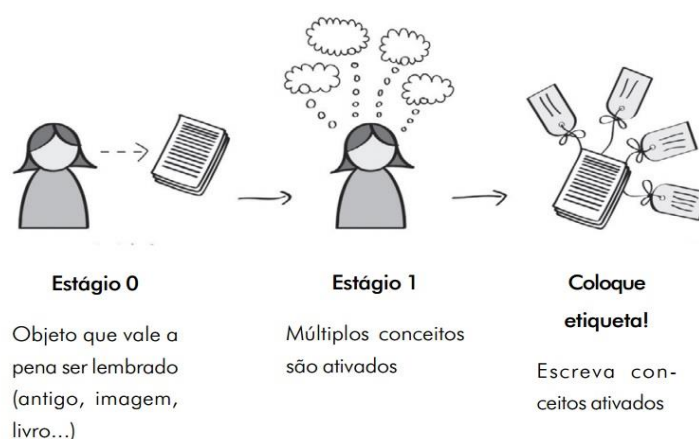 Estágio 0
Objeto que vale a
pena ser lembrado
(antigo, imagem,
livro...)
Estágio 1
Múltiplos conceitos
são ativados
Coloque
etiqueta!
Escreva con-
ceitos ativados